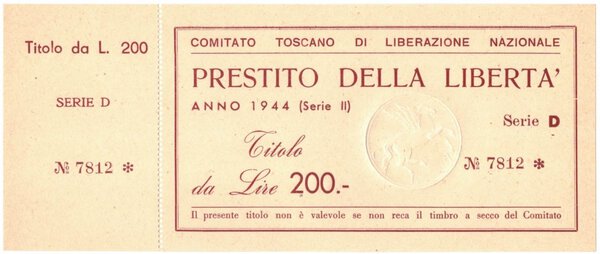 Titolo da L. 200
SERIE D
№ 7812 *
COMITATO TOSCANO DI LIBERAZIONE NAZIONALE
PRESTITO DELLA LIBERTA'
ANNO 1944 (Serie II)
Serie D
Titolo
№ 7812 *
da Lire 200.-
Il presente titolo non è valevole se non reca il timbro a secco del Comitato